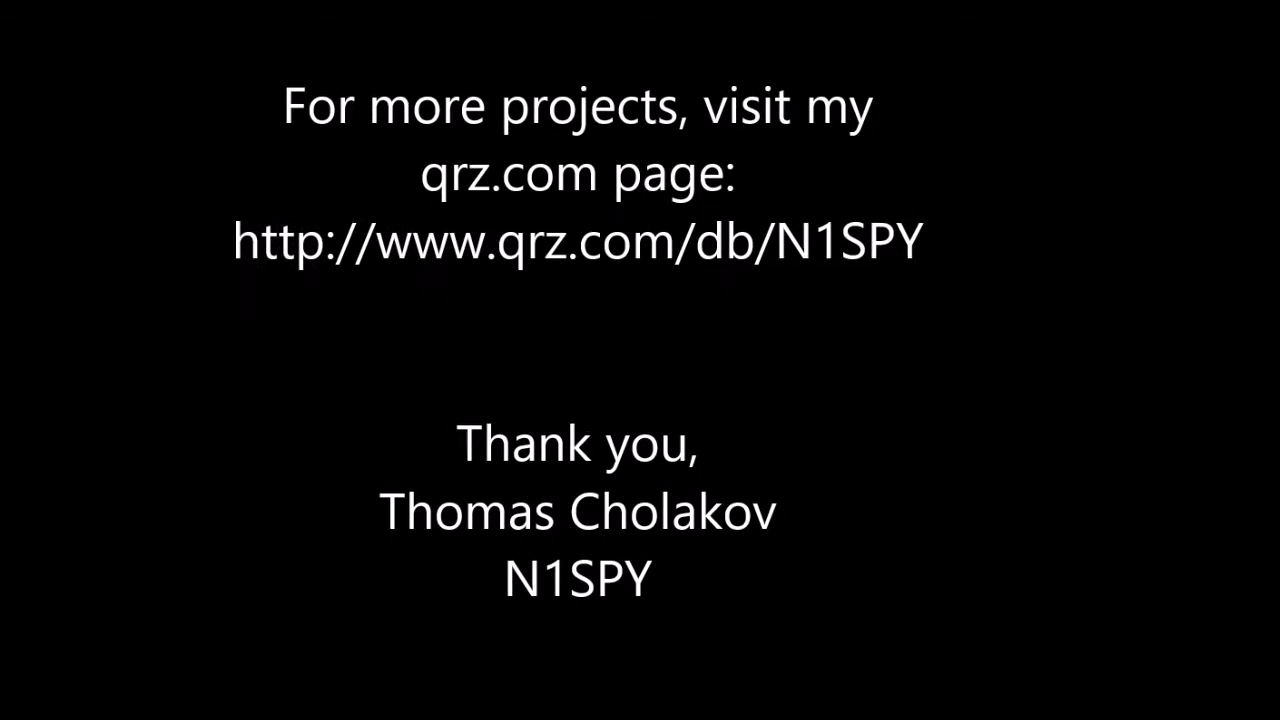 For more projects, visit my
qrz.com page:
http://www.qrz.com/db/N1SPY
Thank you,
Thomas Cholakov
N1SPY